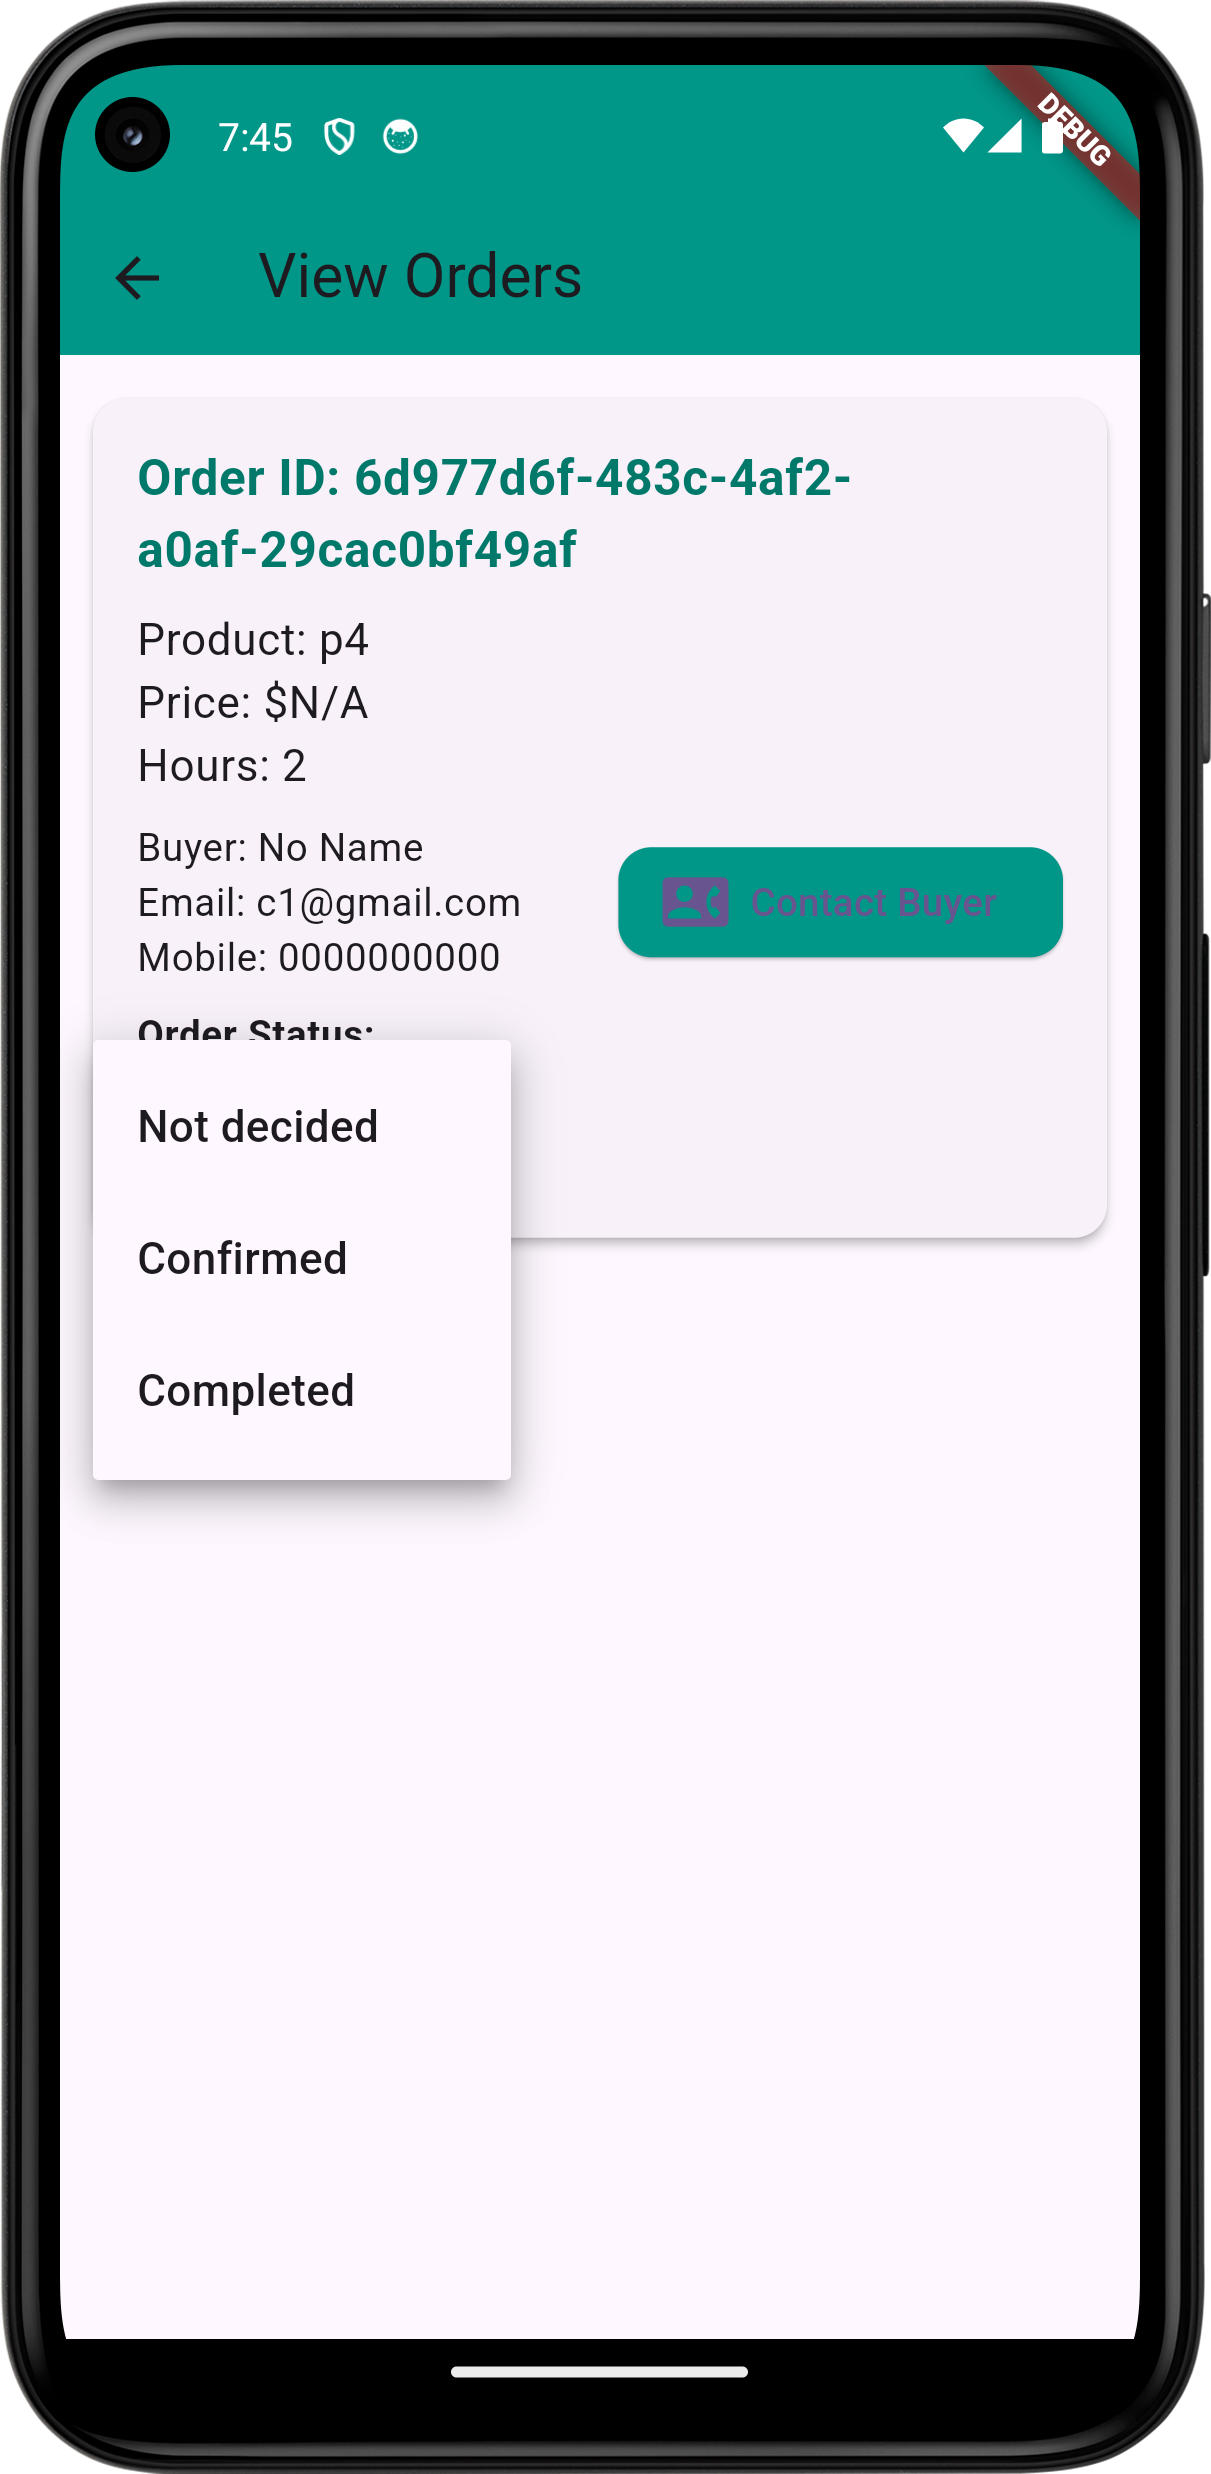 7:45
DEBUG
View Orders
Order ID: 6d977d6f-483c-4af2-
a0af-29cac0bf49af
Product: p4
Price: $N/A
Hours: 2
Buyer: No Name
Email: c1@gmail.com
Mobile: 0000000000
Contact Buyer
Order Status:
Not decided
Confirmed
Completed